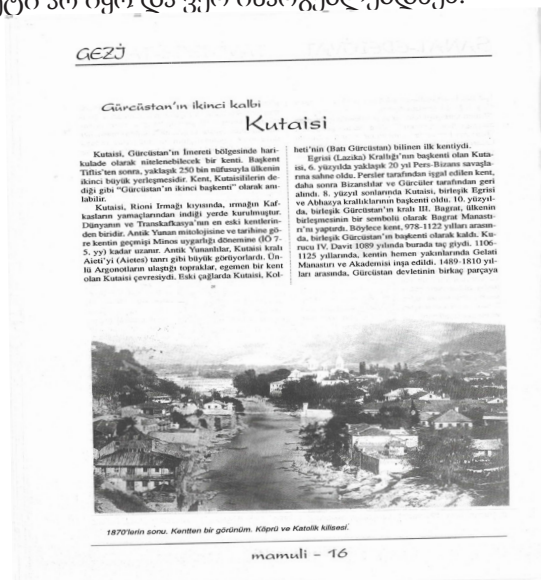 GEZİ
Gürcüstan'ın ikinci kalbi
Kutaisi
Kutaisi, Gürcüstan'ın İmereti bölgesinde hari-
kulade olarak nitelenebilecek bir kenti. Başkent
Tiflis'ten sonra, yaklaşık 250 bin nüfusuyla ülkenin
ikinci büyük yerleşmesidir. Kent, Kutaisililerin de-
diği gibi "Gürcüstan'ın ikinci başkenti" olarak anı-
labilir.
Kutaisi, Rioni Irmağı kıyısında, ırmağın Kaf-
kasların yamaçlarından indiği yerde kurulmuştur.
Dünyanın ve Transkafkasya'nın en eski kentlerin-
den biridir. Antik Yunan mitolojisine ve tarihine gö-
re kentin geçmişi Minos uygarlığı dönemine (İÖ 7-
5. yy) kadar uzanır. Antik Yunanlılar, Kutaisi kralı
Aieti'yi (Aietes) tanrı gibi büyük görüyorlardı. Ün-
lü Argonotların ulaştığı topraklar, egemen bir kent
olan Kutaisi çevresiydi. Eski çağlarda Kutaisi, Kol-
heti'nin (Batı Gürcüstan) bilinen ilk kentiydi.
Egrisi (Lazika) Krallığı'nın başkenti olan Kuta-
isi, 6. yüzyılda yaklaşık 20 yıl Pers-Bizans savaşla-
rına sahne oldu. Persler tarafından işgal edilen kent,
daha sonra Bizanslılar ve Gürcüler tarafından geri
alındı. 8. yüzyıl sonlarında Kutaisi, birleşik Egrisi
ve Abhazya krallıklarının başkenti oldu. 10. yüzyıl-
da, birleşik Gürcüstan'ın kralı III. Bagrat, ülkenin
birleşmesinin bir sembolü olarak Bagrat Manastı-
rı'nı yaptırdı. Böylece kent, 978-1122 yılları arasın-
da, birleşik Gürcüstan'ın başkenti olarak kaldı. Ku-
rucu IV. Davit 1089 yılında burada taç giydi. 1106-
1125 yıllarında, kentin hemen yakınlarında Gelati
Manastırı ve Akademisi inşa edildi. 1489-1810 yıl-
ları arasında, Gürcüstan devletinin birkaç parçaya
1870'lerin sonu. Kentten bir görünüm. Köprü ve Katolik kilisesi.
mamuli - 16